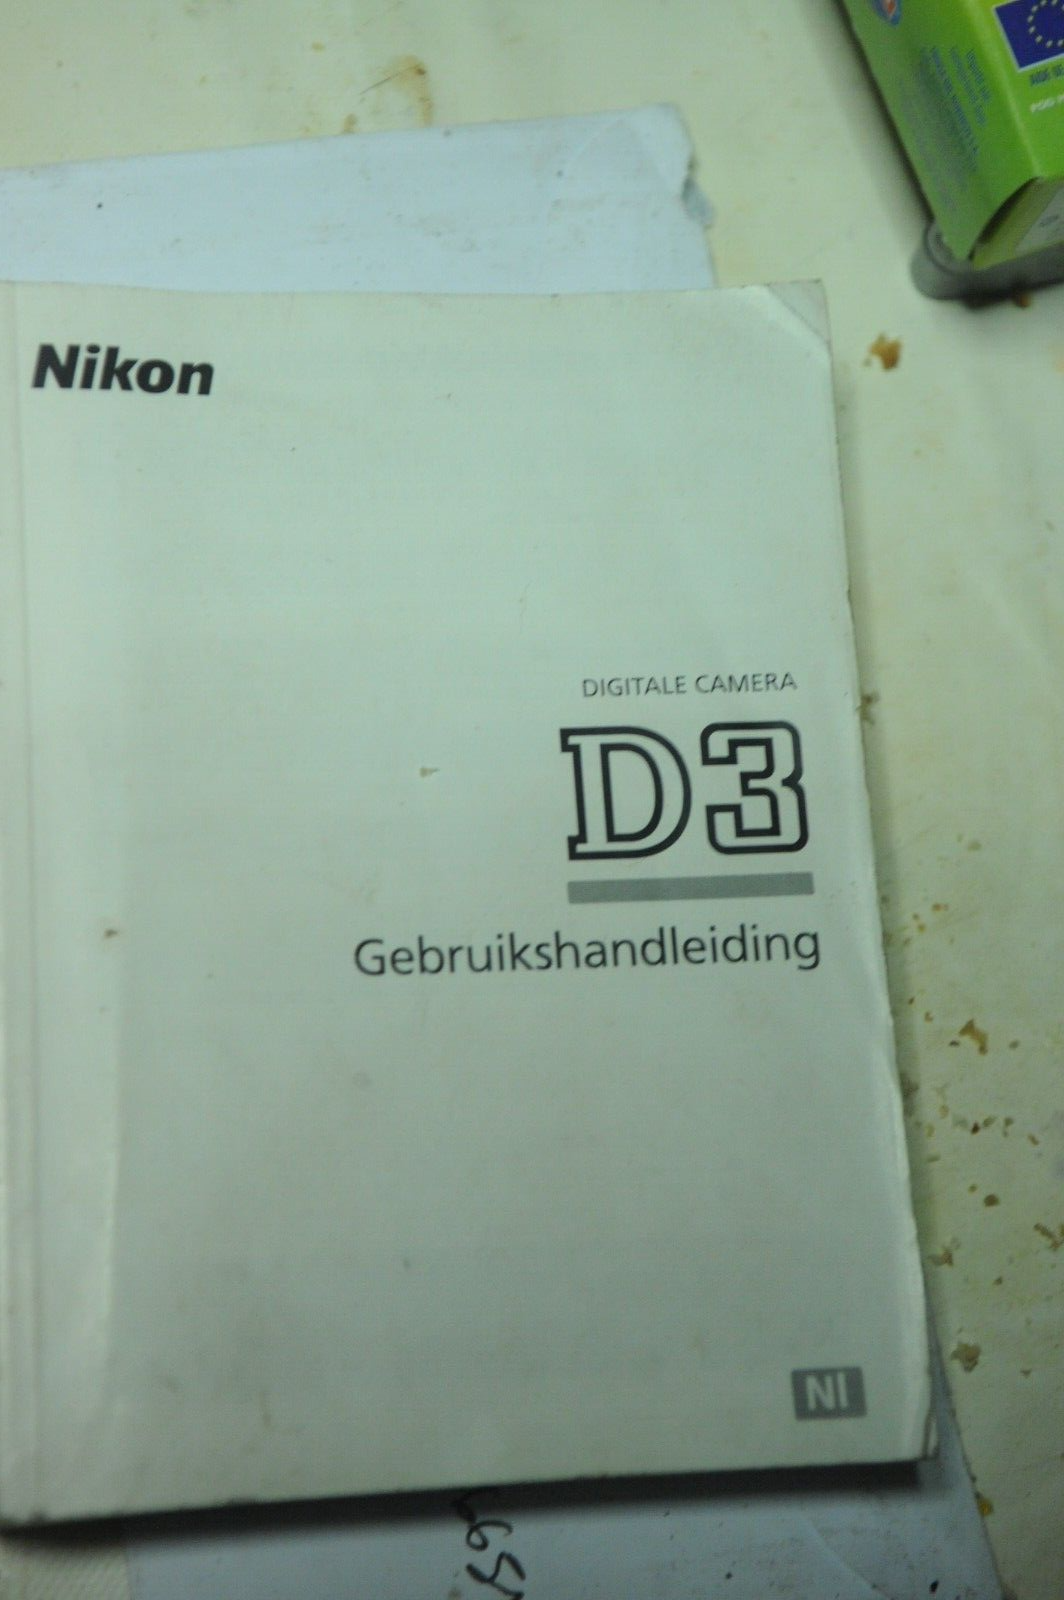 Nikon
DIGITALE CAMERA
D3
Gebruikshandleiding
Nl